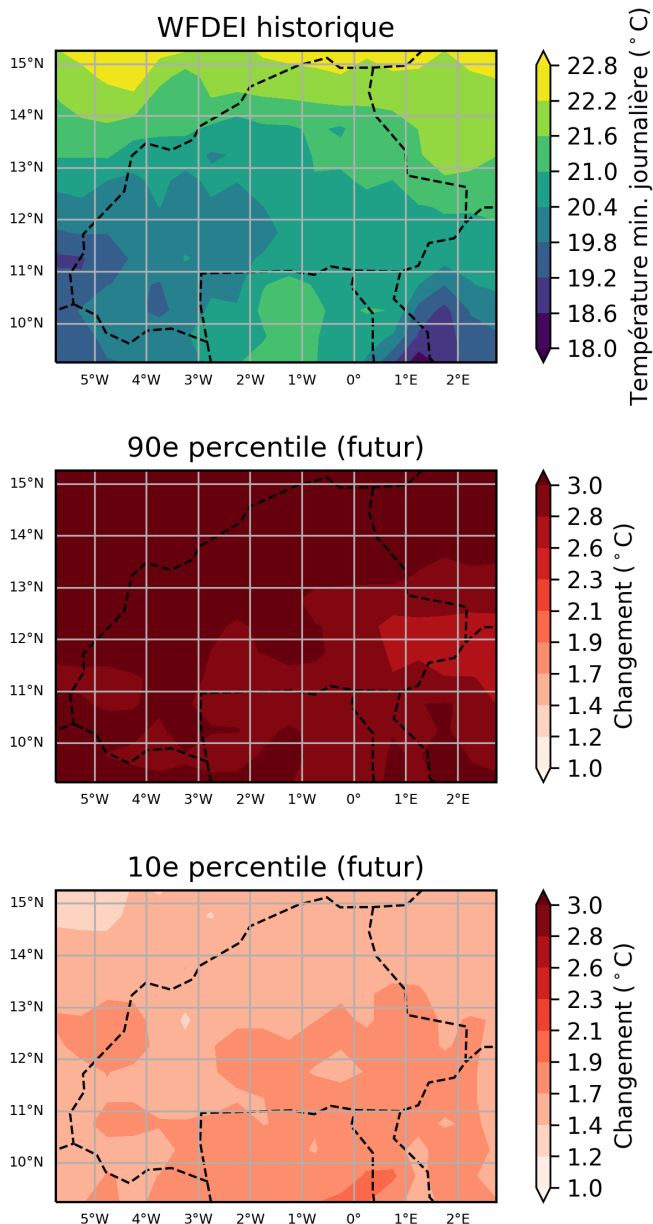 WFDEI historique
15°N
14°N
13°N
12°N
11°N
10°N
5°W 4°W 3°W 2°W 1°W 0° 1°E 2°E
22.8
22.2
21.6
21.0
20.4
19.8
19.2
18.6
18.0
Température min. journalière (°C)
90e percentile (futur)
15°N
14°N
13°N
12°N
11°N
10°N
5°W 4°W 3°W 2°W 1°W 0° 1°E 2°E
3.0
2.8
2.6
2.3
2.1
1.9
1.7
1.4
1.2
1.0
Changement (°C)
10e percentile (futur)
15°N
14°N
13°N
12°N
11°N
10°N
5°W 4°W 3°W 2°W 1°W 0° 1°E 2°E
3.0
2.8
2.6
2.3
2.1
1.9
1.7
1.4
1.2
1.0
Changement (°C)